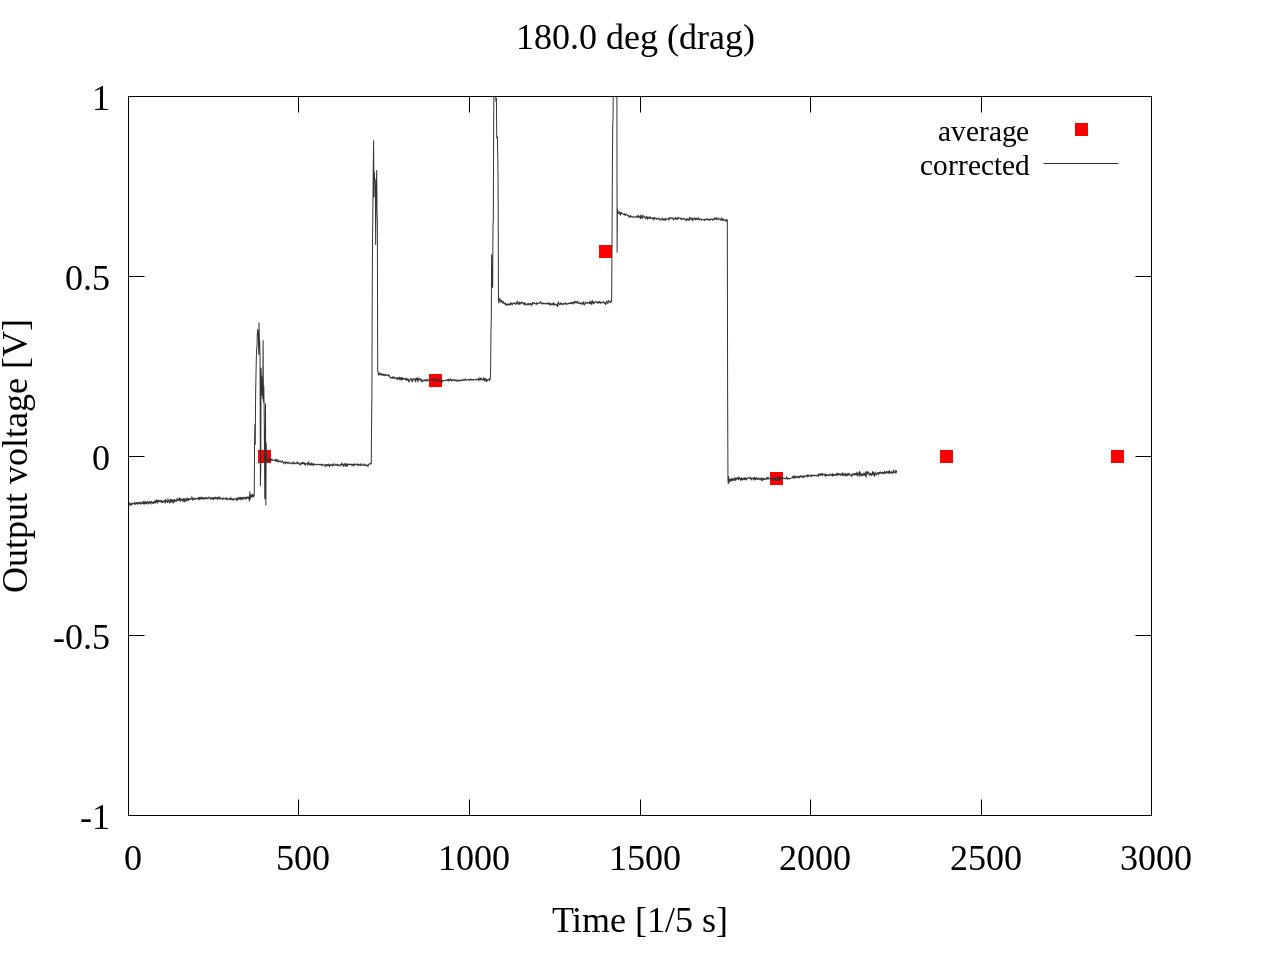 180.0 deg (drag)
average
corrected
1
0.5
0
-0.5
-1
Output voltage [V]
0 500 1000 1500 2000 2500 3000
Time [1/5 s]